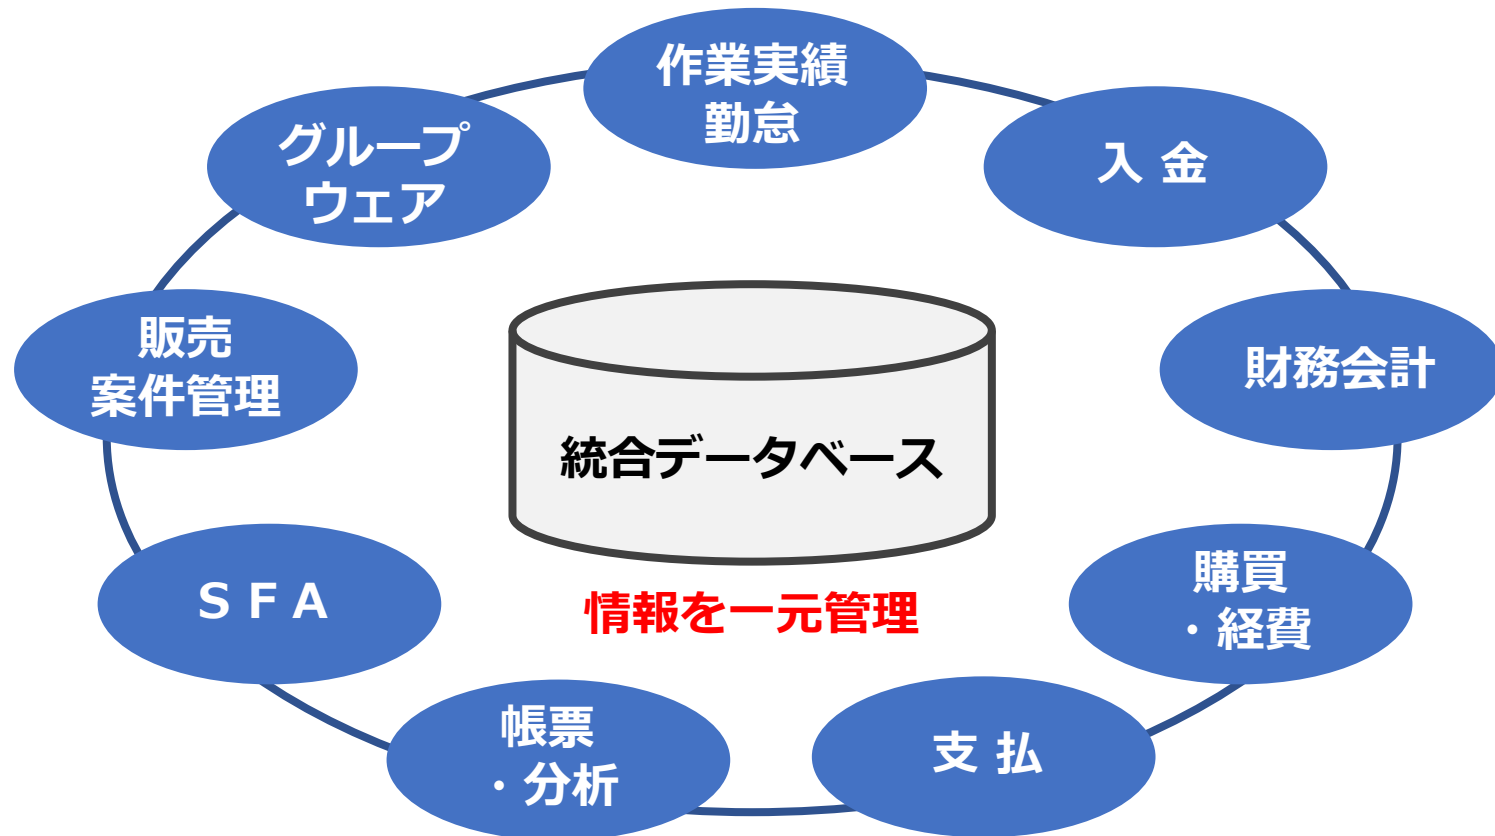 作業実績
勤怠
グループ
ウェア
入 金
販売
案件管理
財務会計
統合データベース
SFA
情報を一元管理
購買
・経費
帳票
・分析
支 払